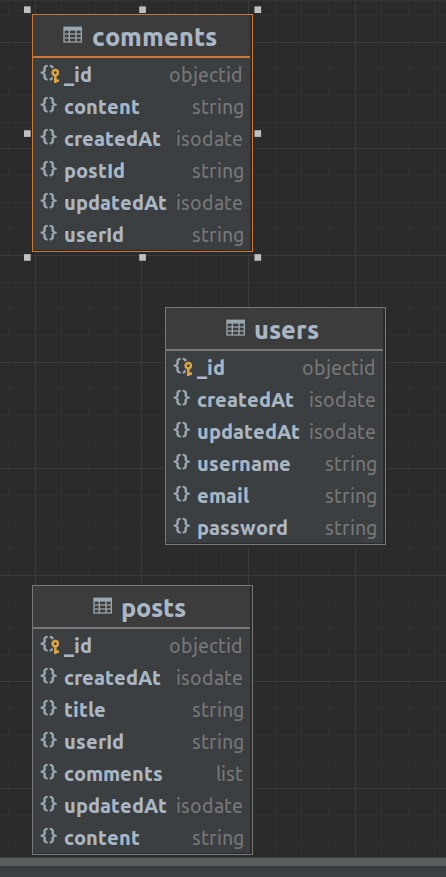 comments
_id objectid
content string
createdAt isodate
postId string
updatedAt isodate
userId string
users
_id objectid
createdAt isodate
updatedAt isodate
username string
email string
password string
posts
_id objectid
createdAt isodate
title string
userId string
comments list
updatedAt isodate
content string